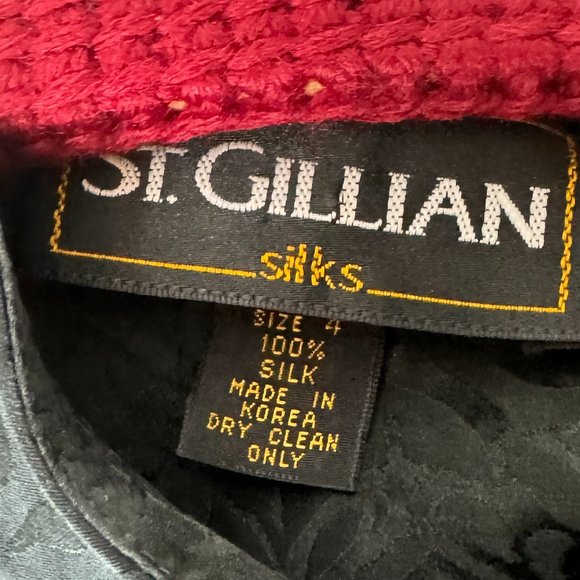 ST. GILLIAN
silks
SIZE 4
100%
SILK
MADE IN
KOREA
DRY CLEAN
ONLY